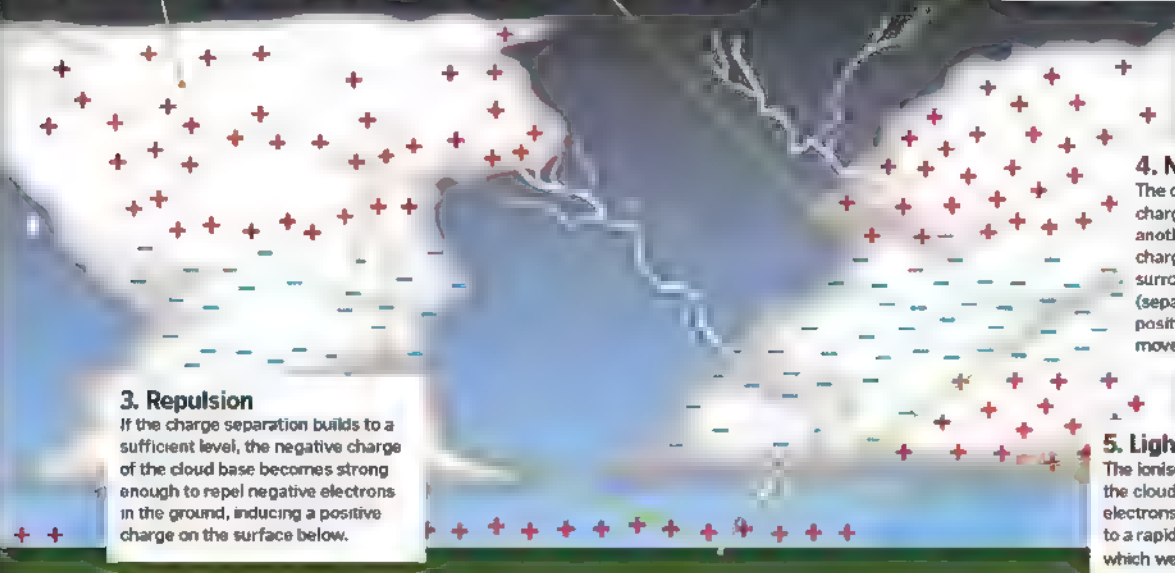 3. Repulsion
If the charge separation builds to a
sufficient level, the negative charge
of the cloud base becomes strong
enough to repel negative electrons
in the ground, inducing a positive
charge on the surface below.
4. N
The c
charg
anoth
charg
surro
(sepa
posit
move
5. Ligh
The ionis
the cloud
electrons
to a rapid
which we